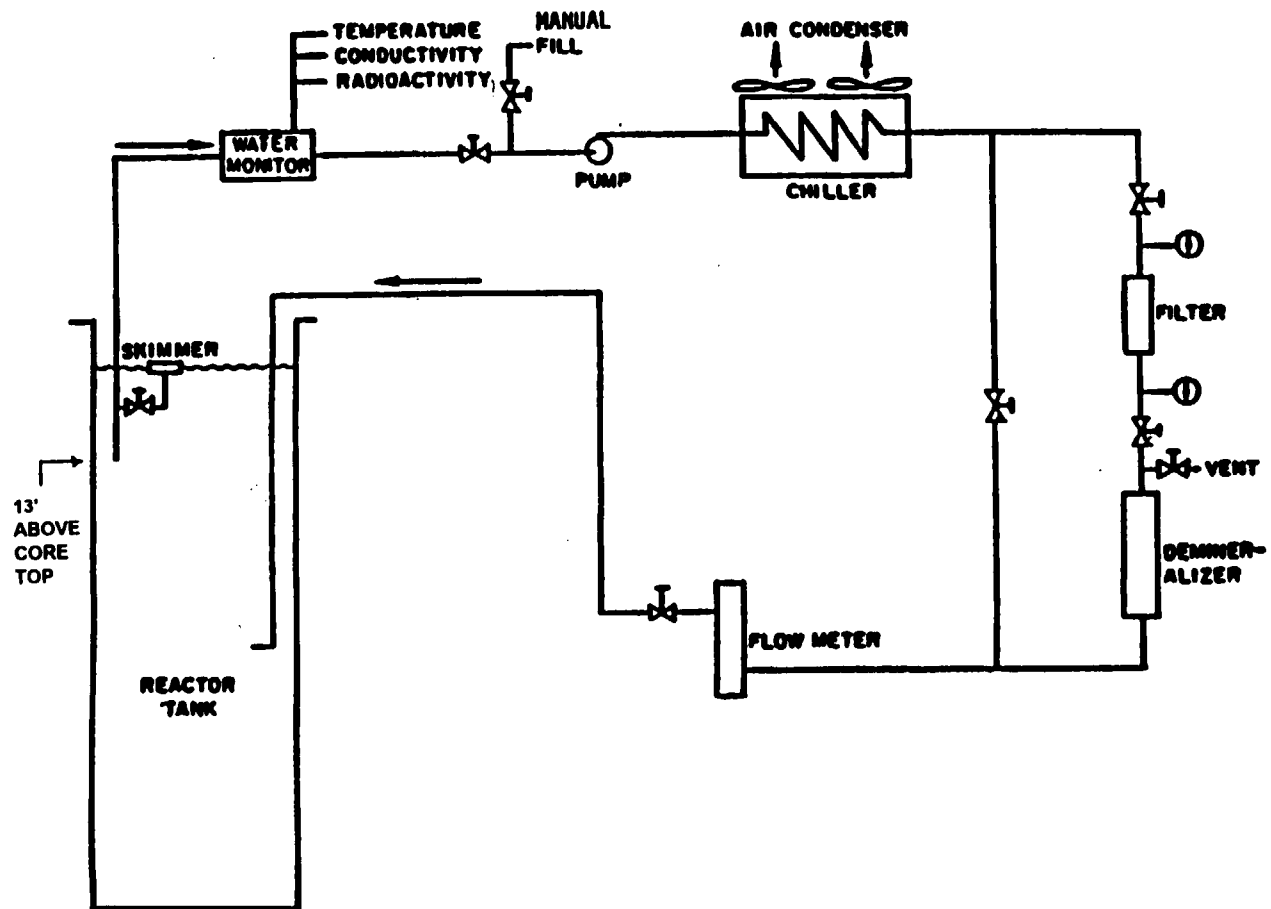 TEMPERATURE
CONDUCTIVITY
RADIOACTIVITY
MANUAL
FILL
AIR CONDENSER
WATER
MONITOR
PUMP
CHILLER
FILTER
SKIMMER
VENT
13'
ABOVE
CORE
TOP
DEMINER-
ALIZER
FLOW METER
REACTOR
TANK